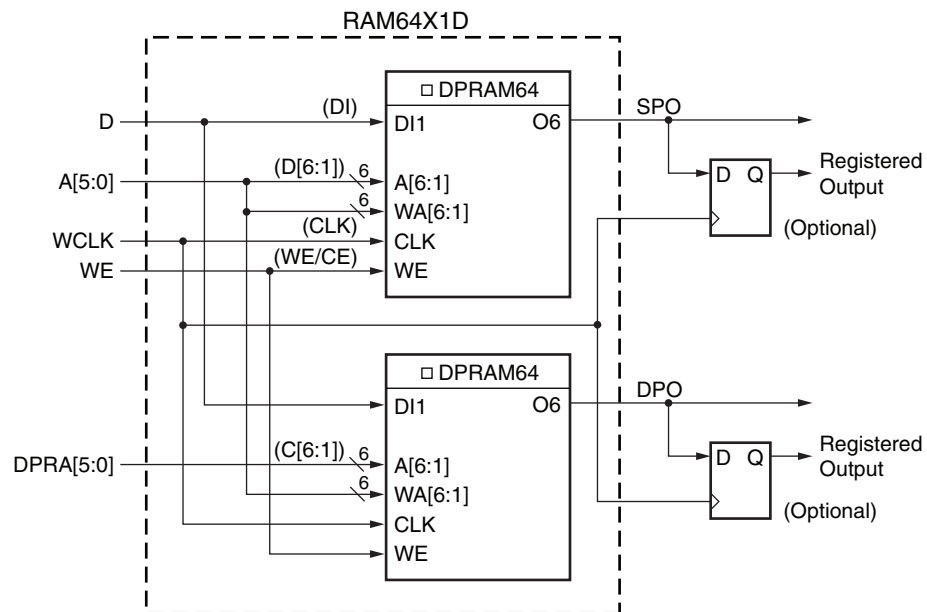 RAM64X1D
DPRAM64
D
(DI)
DI1
O6
SPO
A[5:0]
(D[6:1])
6
A[6:1]
6
WA[6:1]
WCLK
(CLK)
CLK
WE
(WE/CE)
WE
D Q
Registered
Output
(Optional)
DPRAM64
DI1
O6
DPO
DPRA[5:0]
(C[6:1])
6
A[6:1]
6
WA[6:1]
CLK
WE
D Q
Registered
Output
(Optional)